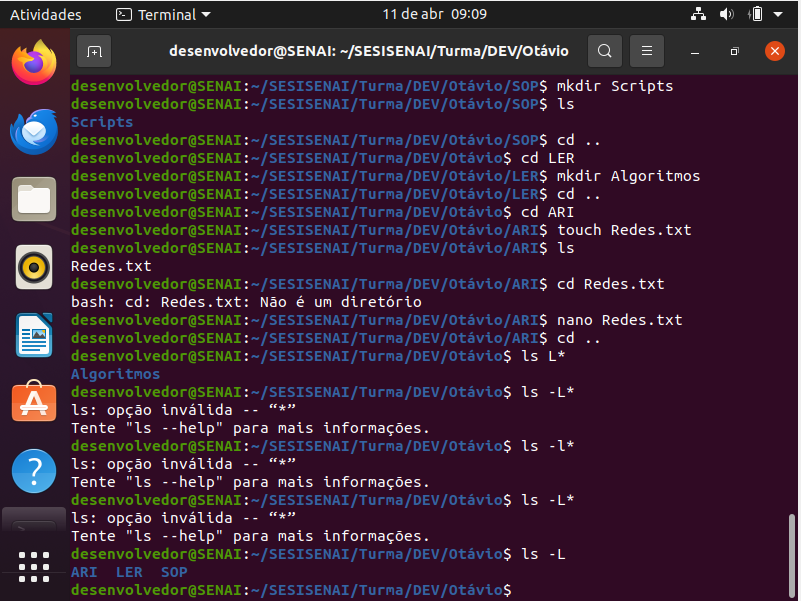 Atividades
Terminal
11 de abr 09:09
desenvolvedor@SENAI: ~/SESISENAI/Turma/DEV/Otávio
desenvolvedor@SENAI:~/SESISENAI/Turma/DEV/Otávio/SOP$ mkdir Scripts
desenvolvedor@SENAI:~/SESISENAI/Turma/DEV/Otávio/SOP$ ls
Scripts
desenvolvedor@SENAI:~/SESISENAI/Turma/DEV/Otávio/SOP$ cd ..
desenvolvedor@SENAI:~/SESISENAI/Turma/DEV/Otávio$ cd LER
desenvolvedor@SENAI:~/SESISENAI/Turma/DEV/Otávio/LER$ mkdir Algoritmos
desenvolvedor@SENAI:~/SESISENAI/Turma/DEV/Otávio/LER$ cd ..
desenvolvedor@SENAI:~/SESISENAI/Turma/DEV/Otávio$ cd ARI
desenvolvedor@SENAI:~/SESISENAI/Turma/DEV/Otávio/ARI$ touch Redes.txt
desenvolvedor@SENAI:~/SESISENAI/Turma/DEV/Otávio/ARI$ ls
Redes.txt
desenvolvedor@SENAI:~/SESISENAI/Turma/DEV/Otávio/ARI$ cd Redes.txt
bash: cd: Redes.txt: Não é um diretório
desenvolvedor@SENAI:~/SESISENAI/Turma/DEV/Otávio/ARI$ nano Redes.txt
desenvolvedor@SENAI:~/SESISENAI/Turma/DEV/Otávio/ARI$ cd ..
desenvolvedor@SENAI:~/SESISENAI/Turma/DEV/Otávio$ ls L*
Algoritmos
desenvolvedor@SENAI:~/SESISENAI/Turma/DEV/Otávio$ ls -L*
ls: opção inválida -- “*”
Tente "ls --help" para mais informações.
desenvolvedor@SENAI:~/SESISENAI/Turma/DEV/Otávio$ ls -l*
ls: opção inválida -- “*”
Tente "ls --help" para mais informações.
desenvolvedor@SENAI:~/SESISENAI/Turma/DEV/Otávio$ ls -L*
ls: opção inválida -- “*”
Tente "ls --help" para mais informações.
desenvolvedor@SENAI:~/SESISENAI/Turma/DEV/Otávio$ ls -L
ARI LER SOP
desenvolvedor@SENAI:~/SESISENAI/Turma/DEV/Otávio$